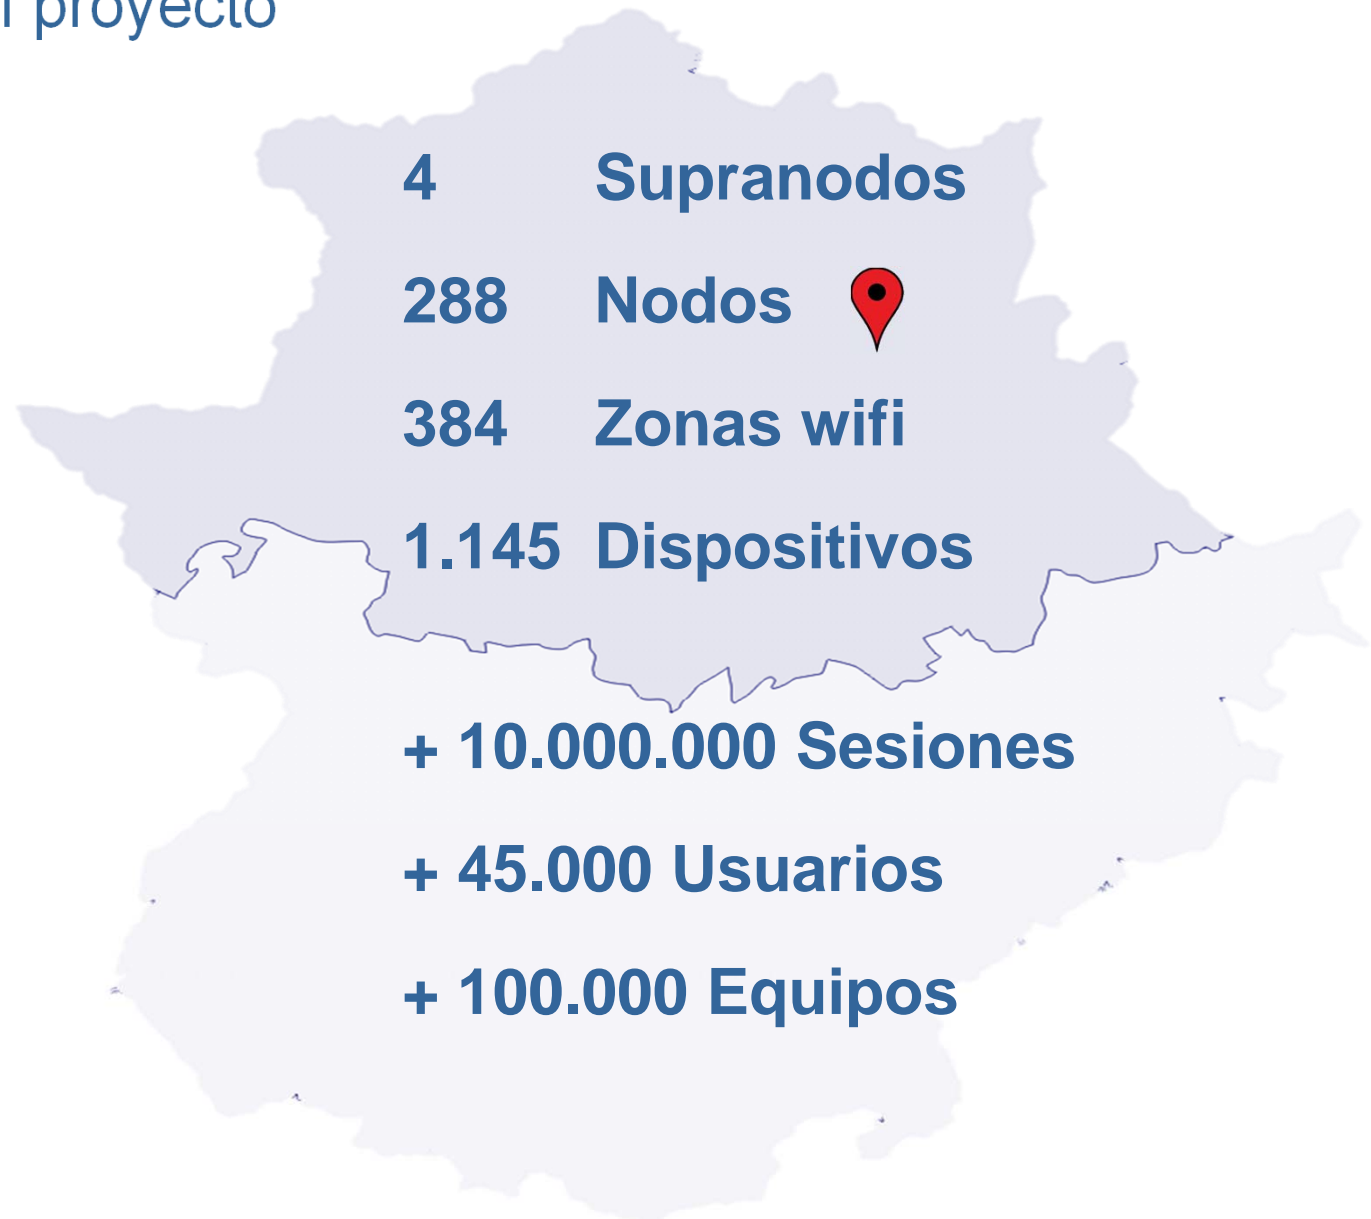 proyecto
4 Supranodos
288 Nodos
384 Zonas wifi
1.145 Dispositivos
+ 10.000.000 Sesiones
+ 45.000 Usuarios
+ 100.000 Equipos